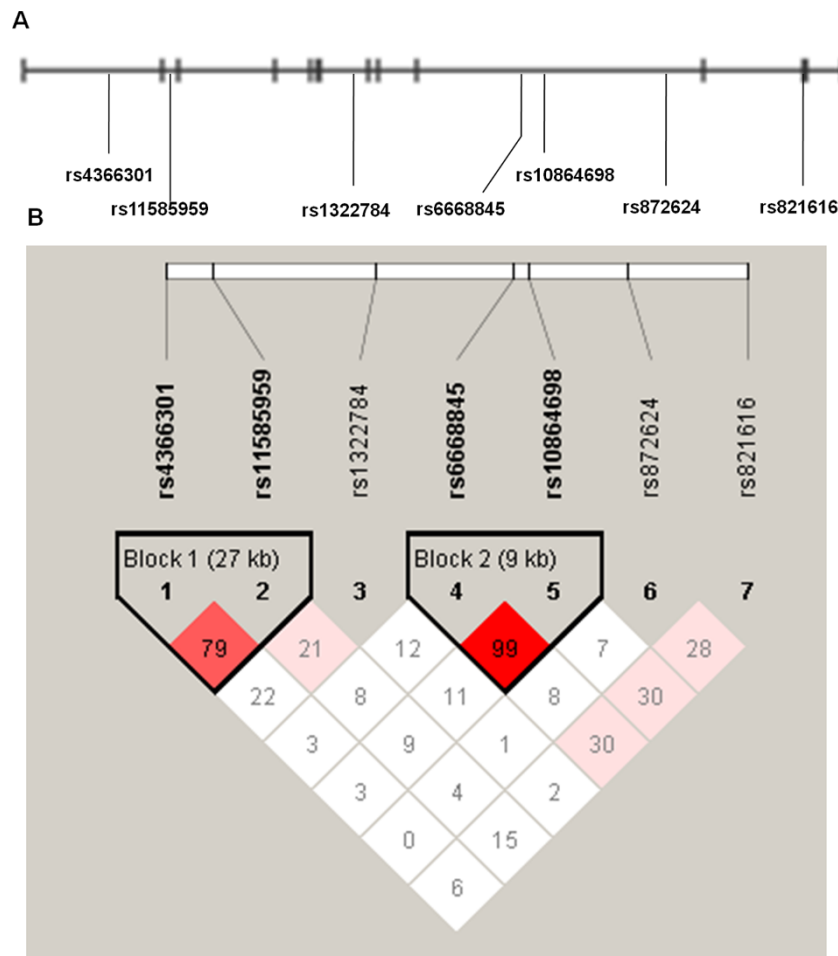 A
rs4366301
rs10864698
rs11585959
rs1322784
rs6668845
rs872624
rs821616
B
rs4366301
rs11585959
rs1322784
rs6668845
rs10864698
rs872624
rs821616
Block 1 (27 kb)
Block 2 (9 kb)
1 2 3 4 5 6 7
79 21 12 99 7 28
22 8 11 8 30
3 9 1 30
3 4 2
0 15
6